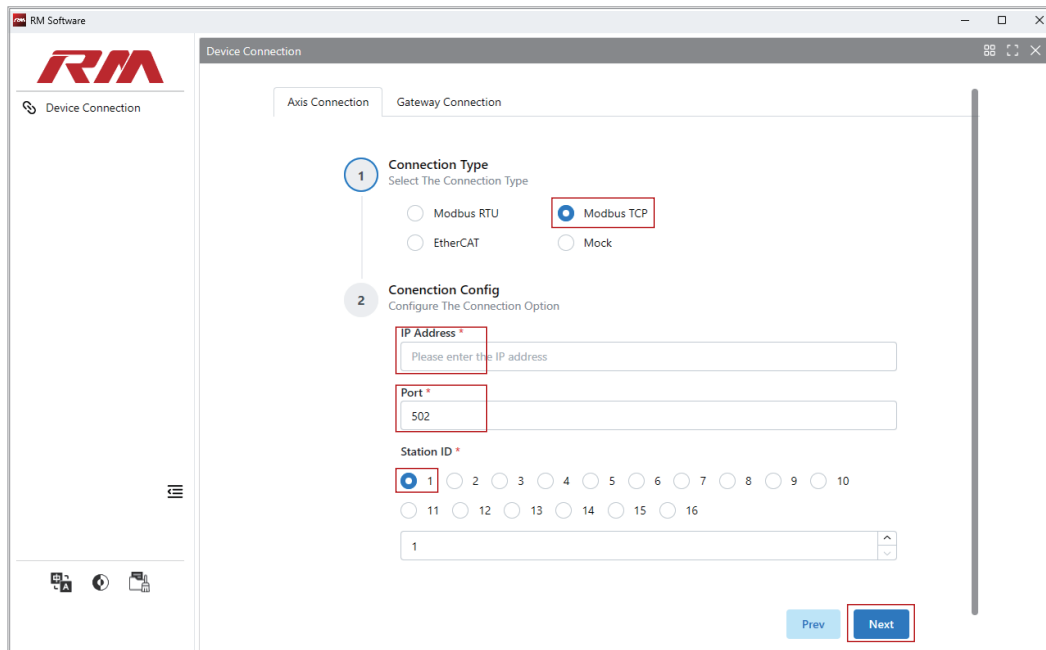 RM Software
RM
Device Connection
Device Connection
Axis Connection
Gateway Connection
1
Connection Type
Select The Connection Type
Modbus RTU
Modbus TCP
EtherCAT
Mock
2
Conenction Config
Configure The Connection Option
IP Address *
Please enter the IP address
Port *
502
Station ID *
1 2 3 4 5 6 7 8 9 10
11 12 13 14 15 16
1
中 A
Prev
Next